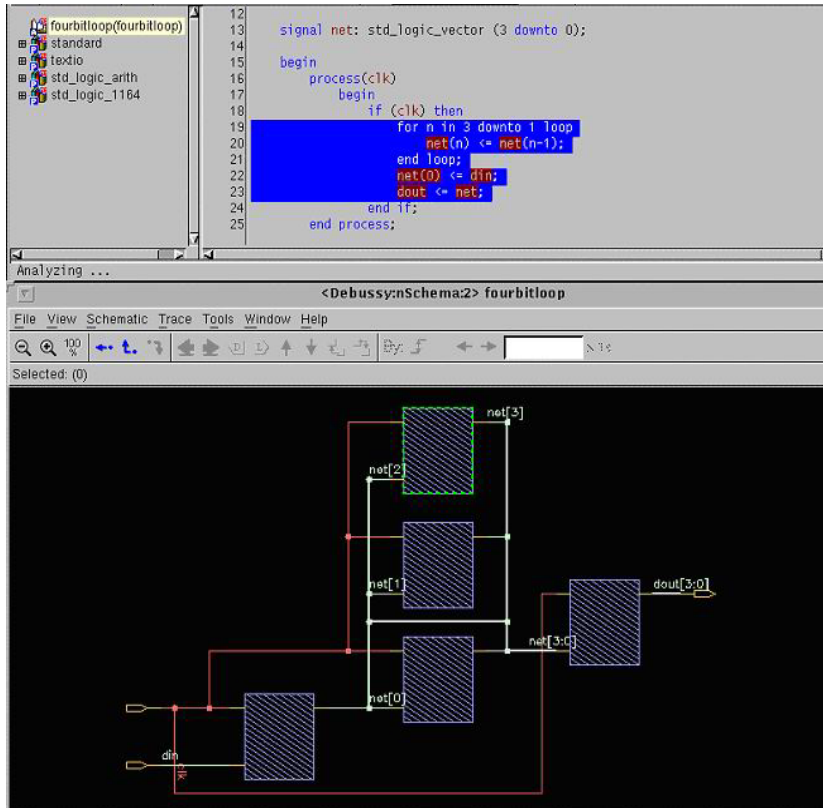 fourbitloop(fourbitloop)
standard
textio
std_logic_arith
std_logic_1164
12
13 signal net: std_logic_vector (3 downto 0);
14
15 begin
16 process(clk)
17 begin
18 if (clk) then
19 for n in 3 downto 1 loop
20 net(n) <= net(n-1);
21 end loop;
22 net(0) <= din;
23 dout <= net;
24 end if;
25 end process;
Analyzing ...
<Debussy:nSchema:2> fourbitloop
File View Schematic Trace Tools Window Help
100 % By:
Selected: (0)
net[3]
net[2]
net[1]
dout[3:0]
net[3:0]
net[0]
din
clk